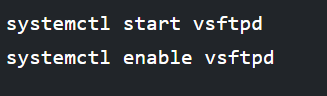 systemctl start vsftpd
systemctl enable vsftpd